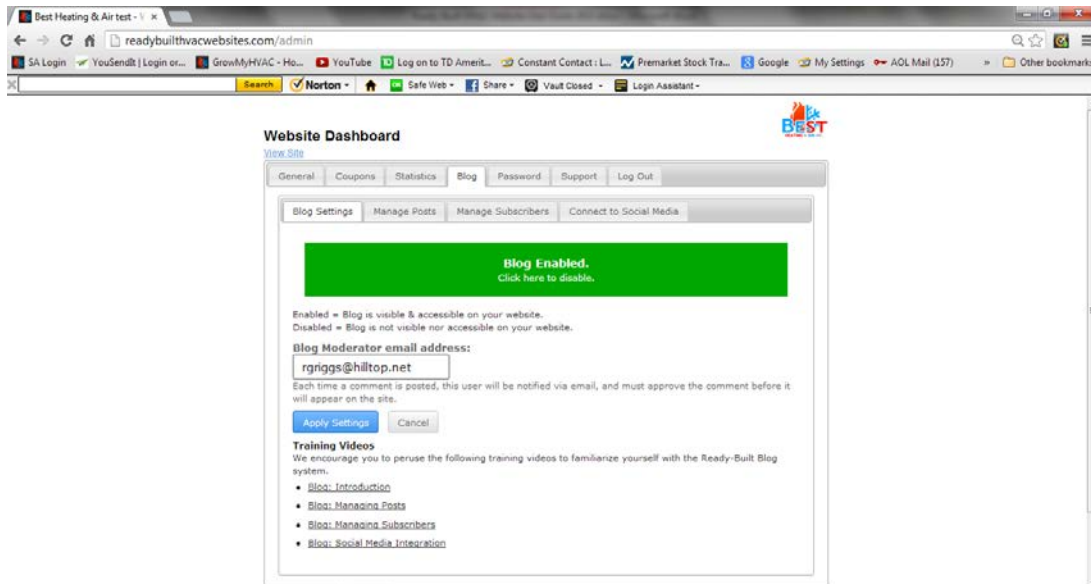 Best Heating & Air test - V
readybuilthvacwebsites.com/admin
SA Login YouSendIt | Login or... GrowMyHVAC - Ho... YouTube Log on to TD Amerit... Constant Contact : L... Premarket Stock Tra... Google My Settings AOL Mail (157) » Other bookmarks
Search Norton - Safe Web - Share - Vault Closed - Login Assistant -
BEST
Website Dashboard
View Site
General Coupons Statistics Blog Password Support Log Out
Blog Settings Manage Posts Manage Subscribers Connect to Social Media
Blog Enabled.
Click here to disable.
Enabled = Blog is visible & accessible on your website.
Disabled = Blog is not visible nor accessible on your website.
Blog Moderator email address:
rgriggs@hilltop.net
Each time a comment is posted, this user will be notified via email, and must approve the comment before it
will appear on the site.
Apply Settings Cancel
Training Videos
We encourage you to peruse the following training videos to familiarize yourself with the Ready-Built Blog
system.
• Blog: Introduction
• Blog: Managing Posts
• Blog: Managing Subscribers
• Blog: Social Media Integration